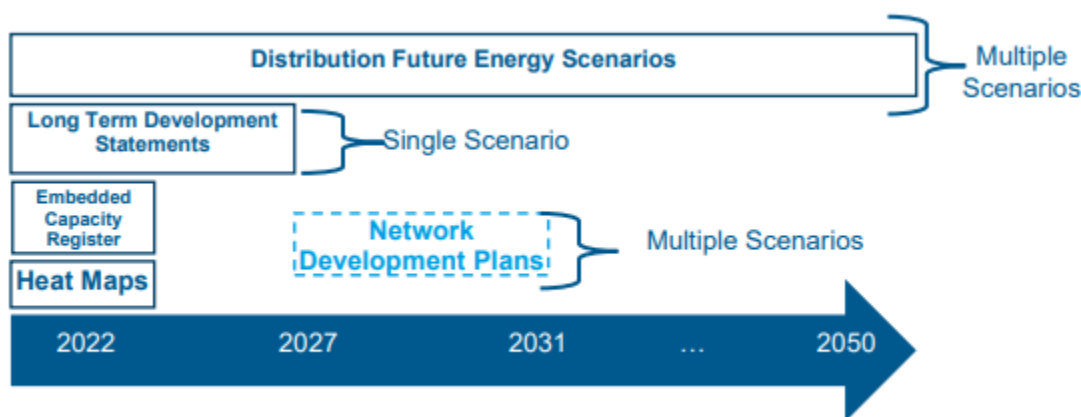 Distribution Future Energy Scenarios
Multiple
Scenarios
Long Term Development
Statements
Single Scenario
Embedded
Capacity
Register
Network
Development Plans
Multiple Scenarios
Heat Maps
2022
2027
2031
...
2050